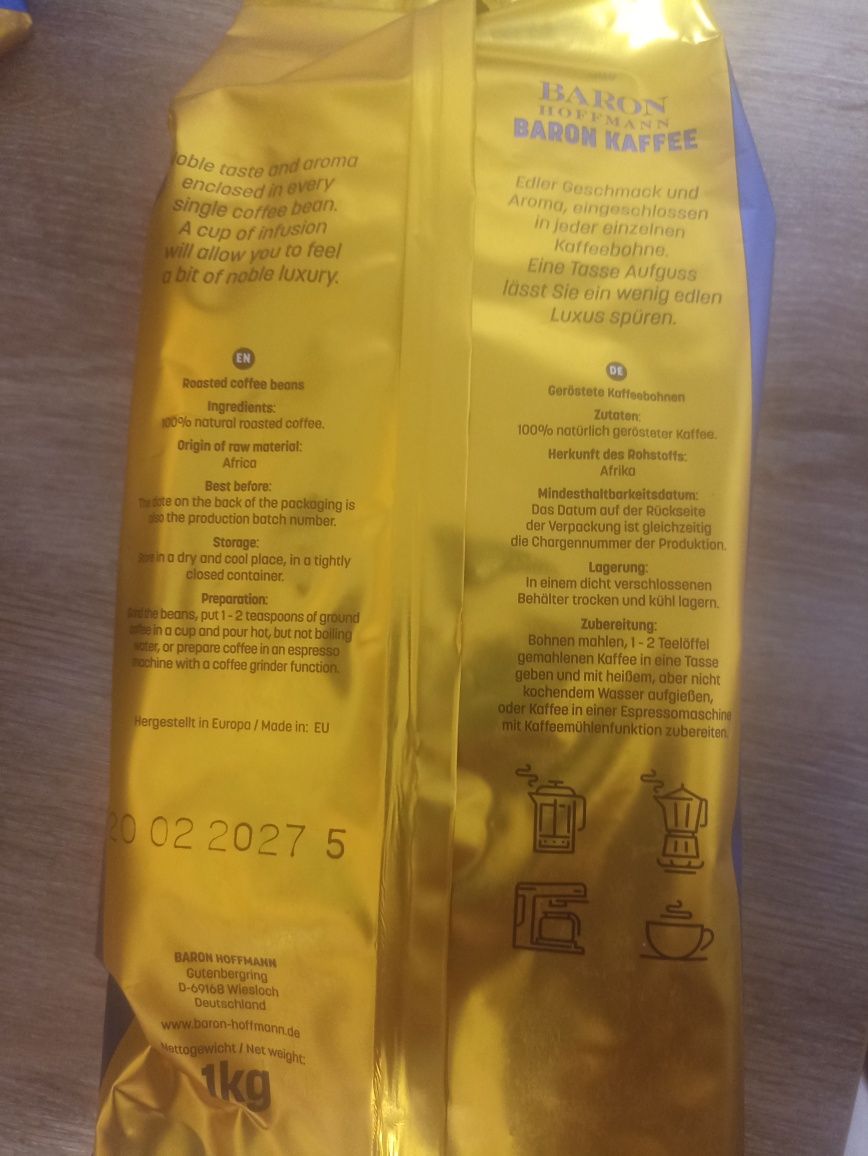 taste and aroma
enclosed in every
single coffee bean.
A cup of infusion
will allow you to feel
a bit of noble luxury.
EN
Roasted coffee beans
Ingredients:
100% natural roasted coffee.
Origin of raw material:
Africa
Best before:
The date on the back of the packaging is
also the production batch number.
Storage:
Store in a dry and cool place, in a tightly
closed container.
Preparation:
Grind the beans, put 1 - 2 teaspoons of ground
coffee in a cup and pour hot, but not boiling
water, or prepare coffee in an espresso
machine with a coffee grinder function.
Hergestellt in Europa / Made in: EU
20 02 2027 5
BARON HOFFMANN
Gutenbergring
D-69168 Wiesloch
Deutschland
www.baron-hoffmann.de
Nettogewicht / Net weight:
1kg
BARON
HOFFMANN
BARON KAFFEE
Edler Geschmack und
Aroma, eingeschlossen
in jeder einzelnen
Kaffeebohne.
Eine Tasse Aufguss
lässt Sie ein wenig edlen
Luxus spüren.
DE
Geröstete Kaffeebohnen
Zutaten:
100% natürlich gerösteter Kaffee.
Herkunft des Rohstoffs:
Afrika
Mindesthaltbarkeitsdatum:
Das Datum auf der Rückseite
der Verpackung ist gleichzeitig
die Chargennummer der Produktion.
Lagerung:
In einem dicht verschlossenen
Behälter trocken und kühl lagern.
Zubereitung:
Bohnen mahlen, 1 - 2 Teelöffel
gemahlenen Kaffee in eine Tasse
geben und mit heißem, aber nicht
kochendem Wasser aufgießen,
oder Kaffee in einer Espressomaschine
mit Kaffeemühlenfunktion zubereiten.